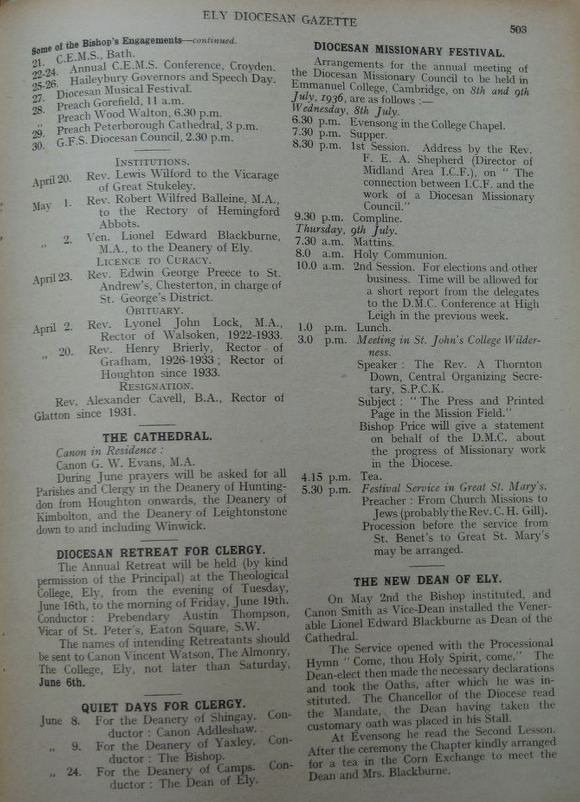 ELY DIOCESAN GAZETTE
503
Some of the Bishop's Engagements—continued.
21. C.E.M.S., Bath.
22-24. Annual C.E.M.S. Conference, Croyden.
25-26. Haileybury Governors and Speech Day.
27. Diocesan Musical Festival.
28. Preach Gorefield, 11 a.m.
" Preach Wood Walton, 6.30 p.m.
29. Preach Peterborough Cathedral, 3 p.m.
30. G.F.S. Diocesan Council, 2.30 p.m.
INSTITUTIONS.
April 20. Rev. Lewis Wilford to the Vicarage
of Great Stukeley.
May 1. Rev. Robert Wilfred Balleine, M.A.,
to the Rectory of Hemingford
Abbots.
" 2. Ven. Lionel Edward Blackburne,
M.A., to the Deanery of Ely.
LICENCE TO CURACY.
April 23. Rev. Edwin George Preece to St.
Andrew's, Chesterton, in charge of
St. George's District.
OBITUARY.
April 2. Rev. Lyonel John Lock, M.A.,
Rector of Walsoken, 1922-1933.
" 20. Rev. Henry Brierly, Rector of
Grafham, 1926-1933 ; Rector of
Houghton since 1933.
RESIGNATION.
Rev. Alexander Cavell, B.A., Rector of
Glatton since 1931.
THE CATHEDRAL.
Canon in Residence :
Canon G. W. Evans, M.A.
During June prayers will be asked for all
Parishes and Clergy in the Deanery of Hunting-
don from Houghton onwards, the Deanery of
Kimbolton, and the Deanery of Leightonstone
down to and including Winwick.
DIOCESAN RETREAT FOR CLERGY.
The Annual Retreat will be held (by kind
permission of the Principal) at the Theological
College, Ely, from the evening of Tuesday,
June 16th, to the morning of Friday, June 19th.
Conductor : Prebendary Austin Thompson,
Vicar of St. Peter's, Eaton Square, S.W.
The names of intending Retreatants should
be sent to Canon Vincent Watson, The Almonry,
The College, Ely, not later than Saturday,
June 6th.
QUIET DAYS FOR CLERGY.
June 8. For the Deanery of Shingay. Con-
ductor : Canon Addleshaw.
" 9. For the Deanery of Yaxley. Con-
ductor : The Bishop.
" 24. For the Deanery of Camps. Con-
ductor : The Dean of Ely.
DIOCESAN MISSIONARY FESTIVAL.
Arrangements for the annual meeting of
the Diocesan Missionary Council to be held in
Emmanuel College, Cambridge, on 8th and 9th
July, 1936, are as follows :—
Wednesday, 8th July.
6.30 p.m. Evensong in the College Chapel.
7.30 p.m. Supper.
8.30 p.m. 1st Session. Address by the Rev.
F. E. A. Shepherd (Director of
Midland Area I.C.F.), on " The
connection between I.C.F. and the
work of a Diocesan Missionary
Council."
9.30 p.m. Compline.
Thursday, 9th July.
7.30 a.m. Mattins.
8.0 a.m. Holy Communion.
10.0 a.m. 2nd Session. For elections and other
business. Time will be allowed for
a short report from the delegates
to the D.M.C. Conference at High
Leigh in the previous week.
1.0 p.m. Lunch.
3.0 p.m. Meeting in St. John's College Wilder-
ness.
Speaker : The Rev. A Thornton
Down, Central Organizing Secre-
tary, S.P.C.K.
Subject : " The Press and Printed
Page in the Mission Field."
Bishop Price will give a statement
on behalf of the D.M.C. about
the progress of Missionary work
in the Diocese.
4.15 p.m. Tea.
5.30 p.m. Festival Service in Great St. Mary's.
Preacher : From Church Missions to
Jews (probably the Rev. C. H. Gill).
Procession before the service from
St. Benet's to Great St. Mary's
may be arranged.
THE NEW DEAN OF ELY.
On May 2nd the Bishop instituted, and
Canon Smith as Vice-Dean installed the Vener-
able Lionel Edward Blackburne as Dean of the
Cathedral.
The Service opened with the Processional
Hymn " Come, thou Holy Spirit, come." The
Dean-elect then made the necessary declarations
and took the Oaths, after which he was in-
stituted. The Chancellor of the Diocese read
the Mandate, the Dean having taken the
customary oath was placed in his Stall.
At Evensong he read the Second Lesson.
After the ceremony the Chapter kindly arranged
for a tea in the Corn Exchange to meet the
Dean and Mrs. Blackburne.